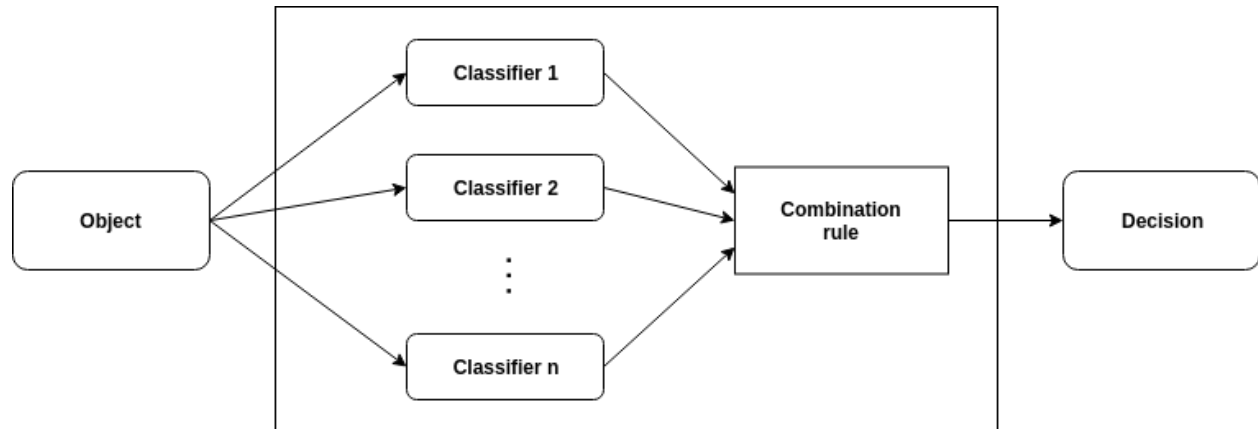 Object
Classifier 1
Classifier 2
Classifier n
Combination
rule
Decision